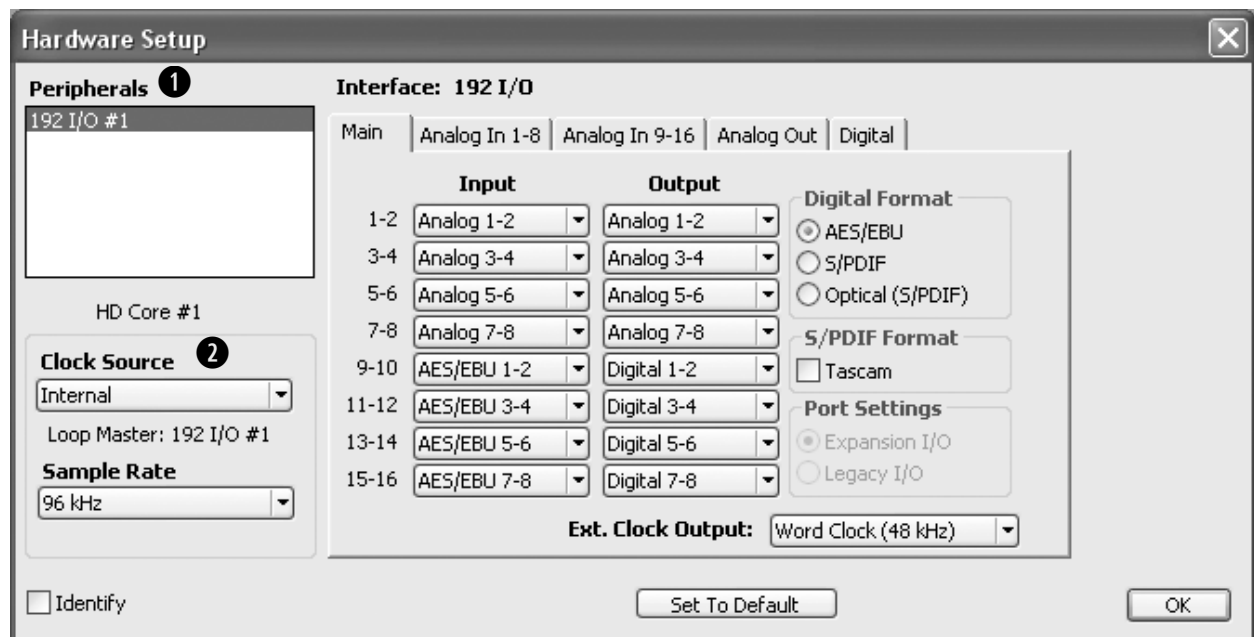 Hardware Setup
Peripherals 1
192 I/O #1
HD Core #1
Clock Source 2
Internal
Loop Master: 192 I/O #1
Sample Rate
96 kHz
Identify
Interface: 192 I/O
Main Analog In 1-8 Analog In 9-16 Analog Out Digital
Input Output
1-2 Analog 1-2 Analog 1-2
3-4 Analog 3-4 Analog 3-4
5-6 Analog 5-6 Analog 5-6
7-8 Analog 7-8 Analog 7-8
9-10 AES/EBU 1-2 Digital 1-2
11-12 AES/EBU 3-4 Digital 3-4
13-14 AES/EBU 5-6 Digital 5-6
15-16 AES/EBU 7-8 Digital 7-8
Digital Format
AES/EBU
S/PDIF
Optical (S/PDIF)
S/PDIF Format
Tascam
Port Settings
Expansion I/O
Legacy I/O
Ext. Clock Output: Word Clock (48 kHz)
Set To Default
OK